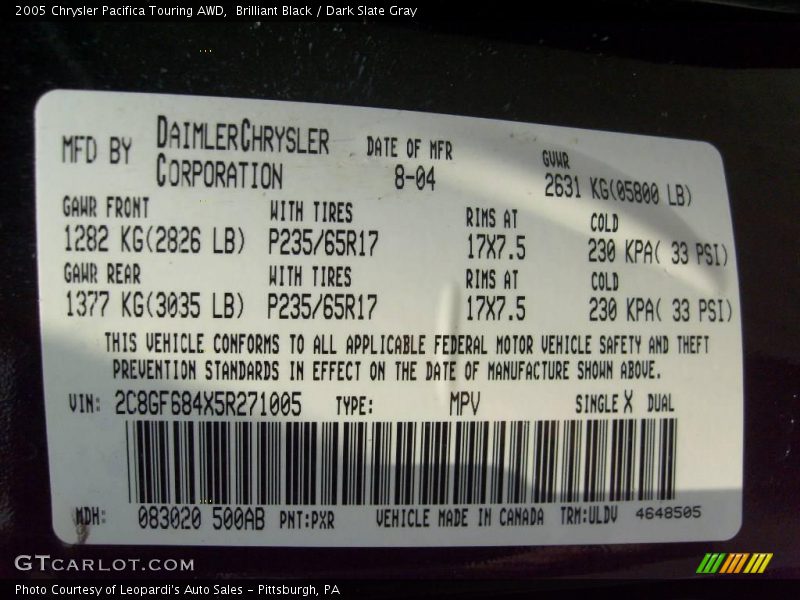 2005 Chrysler Pacifica Touring AWD,  Brilliant Black / Dark Slate Gray
MFD BY DAIMLERCHRYSLER CORPORATION DATE OF MFR 8-04 GVWR 2631 KG(05800 LB)
GAWR FRONT WITH TIRES RIMS AT COLD
1282 KG(2826 LB) P235/65R17 17X7.5 230 KPA( 33 PSI)
GAWR REAR WITH TIRES RIMS AT COLD
1377 KG(3035 LB) P235/65R17 17X7.5 230 KPA( 33 PSI)
THIS VEHICLE CONFORMS TO ALL APPLICABLE FEDERAL MOTOR VEHICLE SAFETY AND THEFT
PREVENTION STANDARDS IN EFFECT ON THE DATE OF MANUFACTURE SHOWN ABOVE.
VIN: 2C8GF684X5R271005 TYPE: MPV SINGLE X DUAL
MDH: 083020 500AB PNT:PXR VEHICLE MADE IN CANADA TRM:ULDV 4648505
GTCARLOT.COM
Photo Courtesy of Leopardi's Auto Sales - Pittsburgh, PA